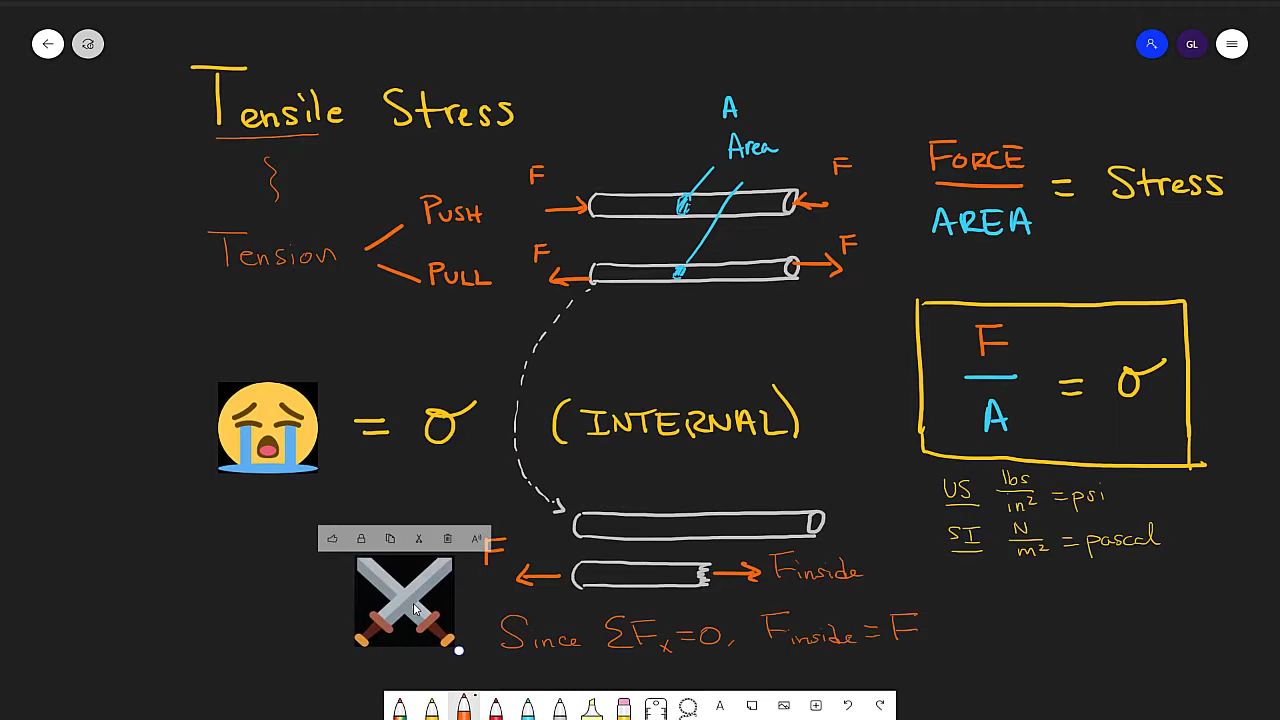 GL
Tensile Stress
A
Area
F
F
FORCE
AREA
= Stress
PUSH
Tension
PULL
F
F
F
A
= σ
= σ (INTERNAL)
US lbs/in² = psi
SI N/m² = pascal
F
Finside
Since ΣFx=0, Finside = F